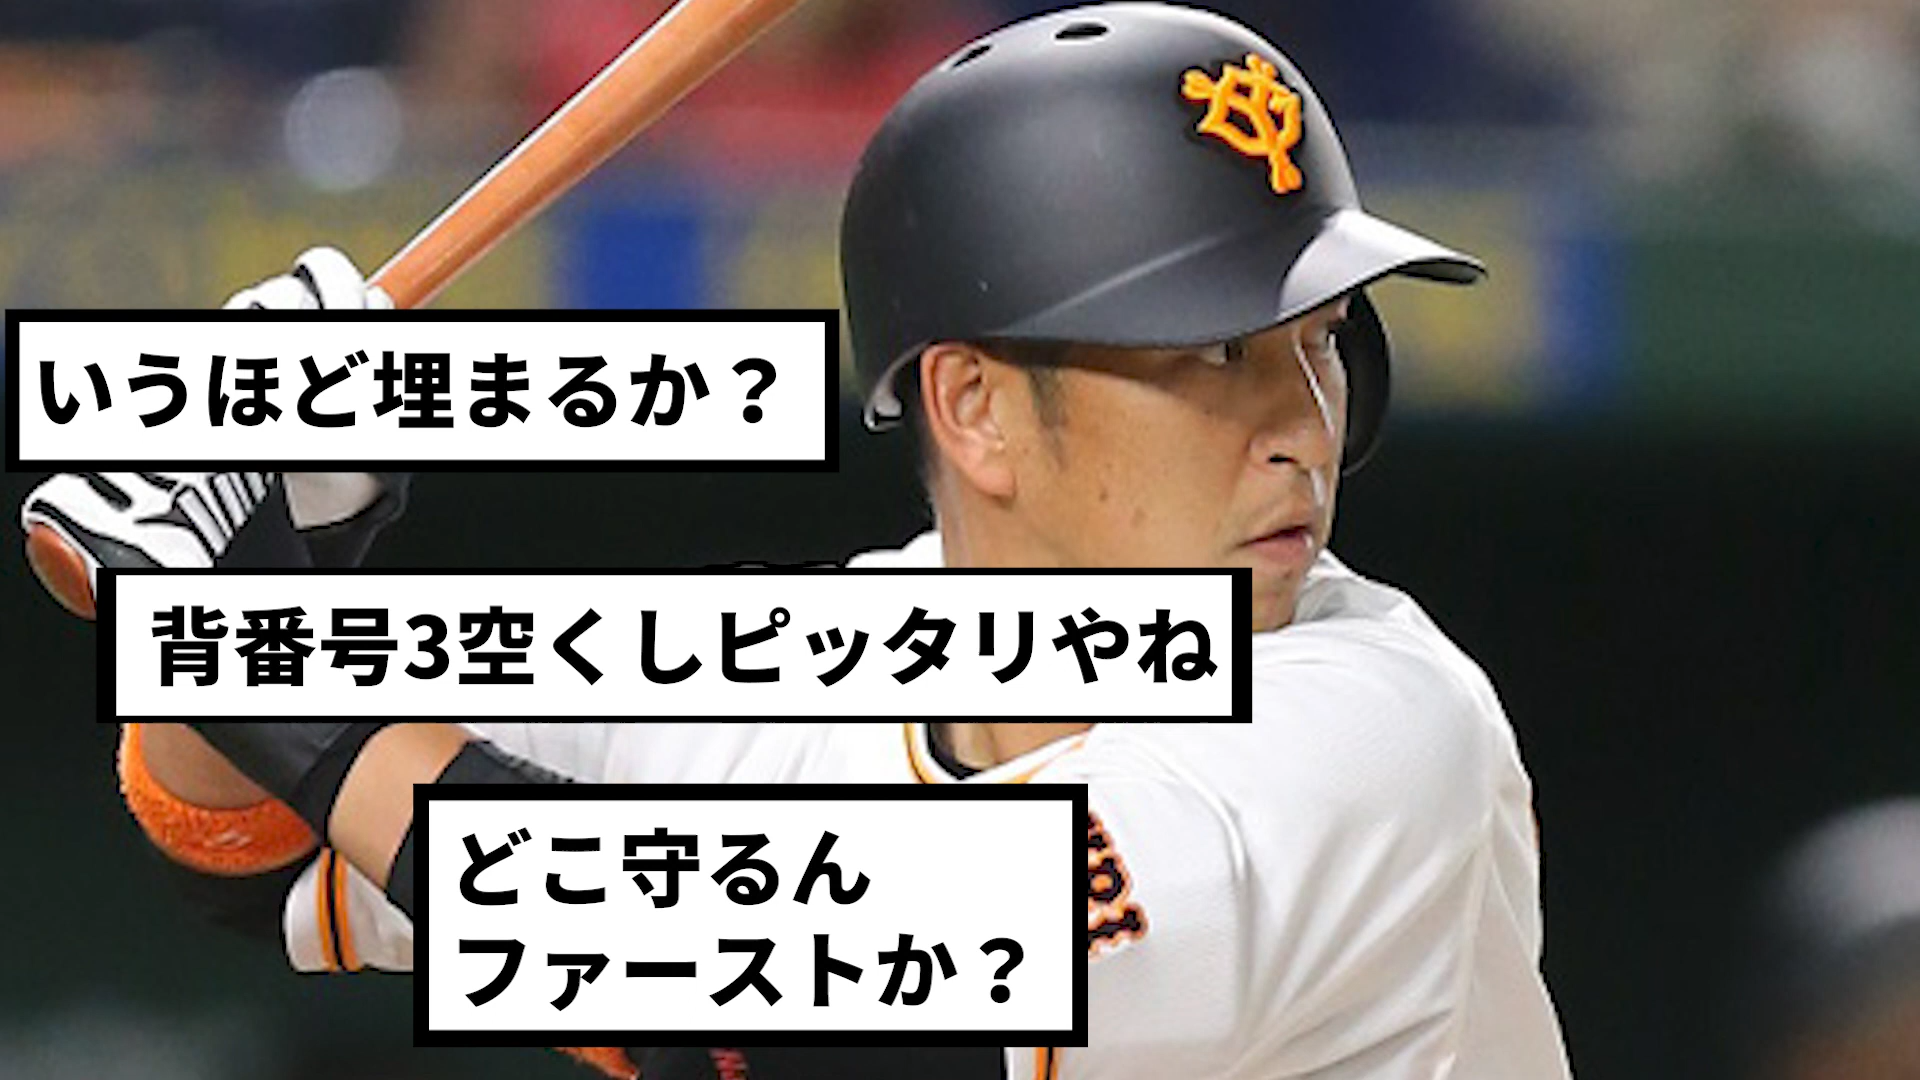 いうほど埋まるか？
背番号3空くしピッタリやね
どこ守るん
ファーストか？